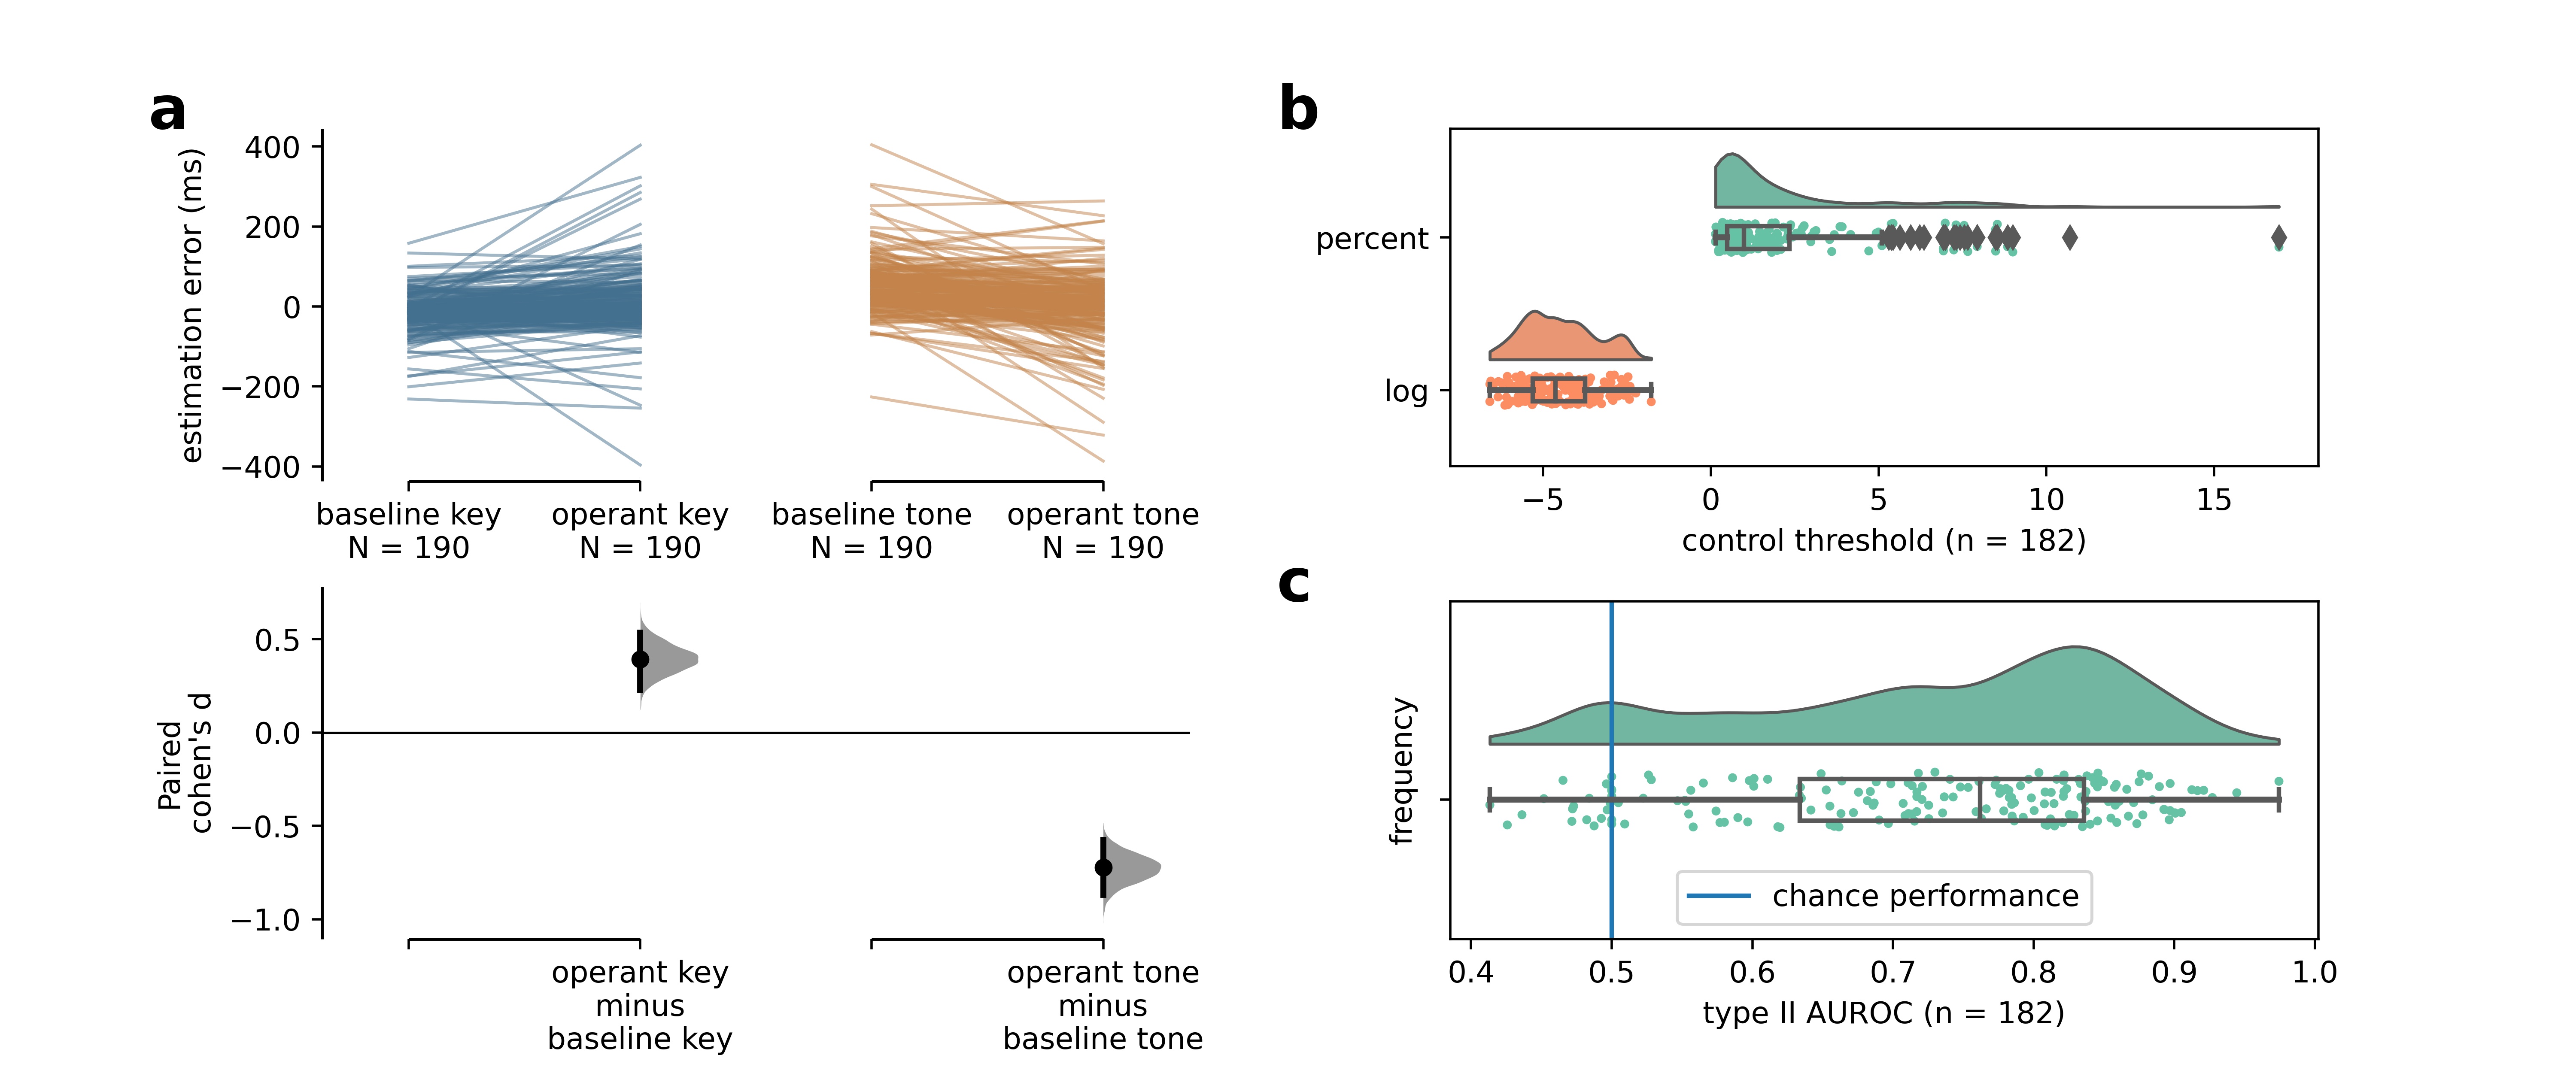 a
estimation error (ms)
400
200
0
−200
−400
baseline key
N = 190
operant key
N = 190
baseline tone
N = 190
operant tone
N = 190
Paired
cohen's d
0.5
0.0
−0.5
−1.0
operant key
minus
baseline key
operant tone
minus
baseline tone
b
percent
log
−5
0
5
10
15
control threshold (n = 182)
c
frequency
chance performance
0.4
0.5
0.6
0.7
0.8
0.9
1.0
type II AUROC (n = 182)